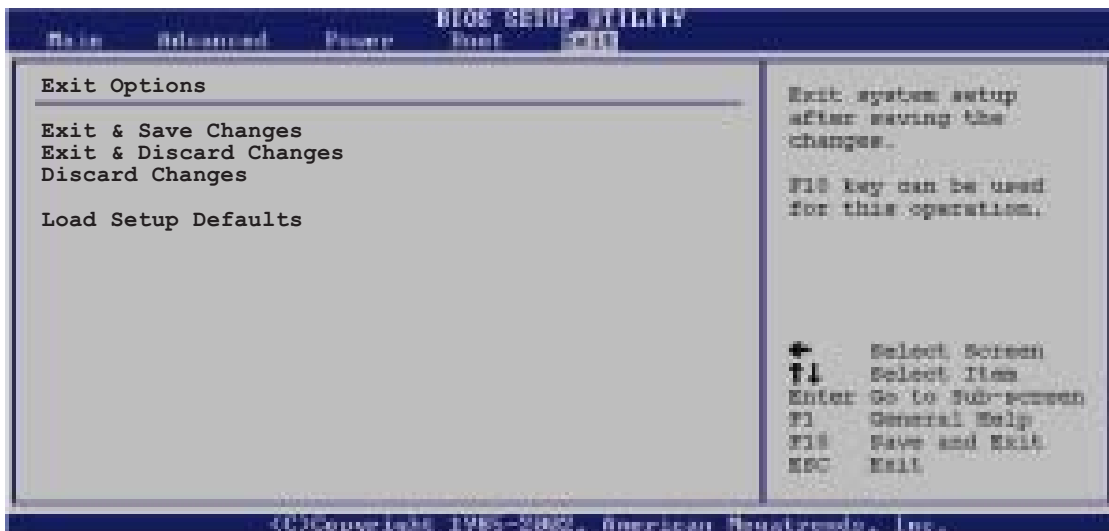 BIOS SETUP UTILITY
Main Advanced Power Boot Exit
Exit Options
Exit & Save Changes
Exit & Discard Changes
Discard Changes
Load Setup Defaults
Exit system setup
after saving the
changes.
F10 key can be used
for this operation.
← Select Screen
↑↓ Select Item
Enter Go to Sub-screen
F1 General Help
F10 Save and Exit
ESC Exit
(C)Copyright 1985-2002, American Megatrends, Inc.